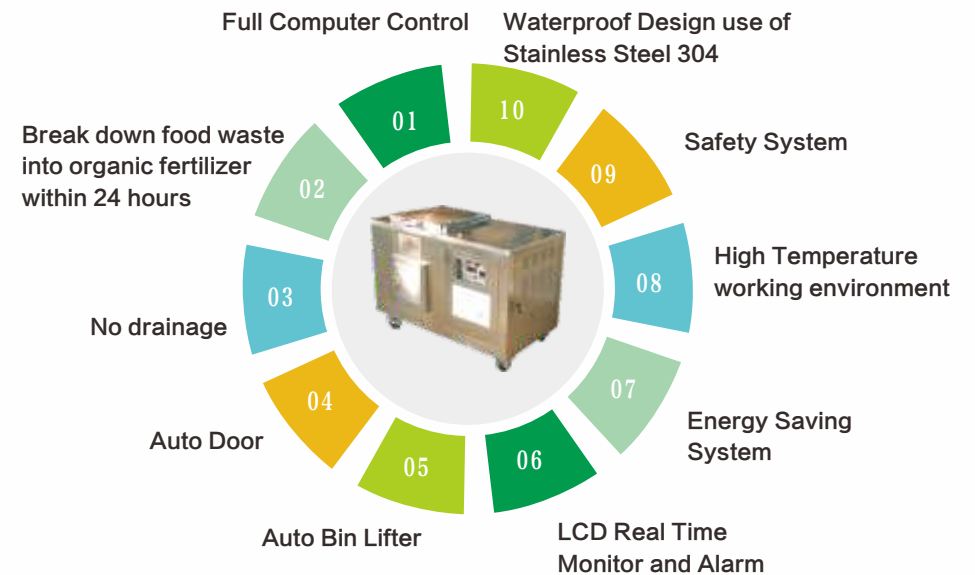 Full Computer Control
01
Break down food waste
into organic fertilizer
within 24 hours
02
No drainage
03
Auto Door
04
Auto Bin Lifter
05
LCD Real Time
Monitor and Alarm
06
Energy Saving
System
07
High Temperature
working environment
08
Safety System
09
Waterproof Design use of
Stainless Steel 304
10